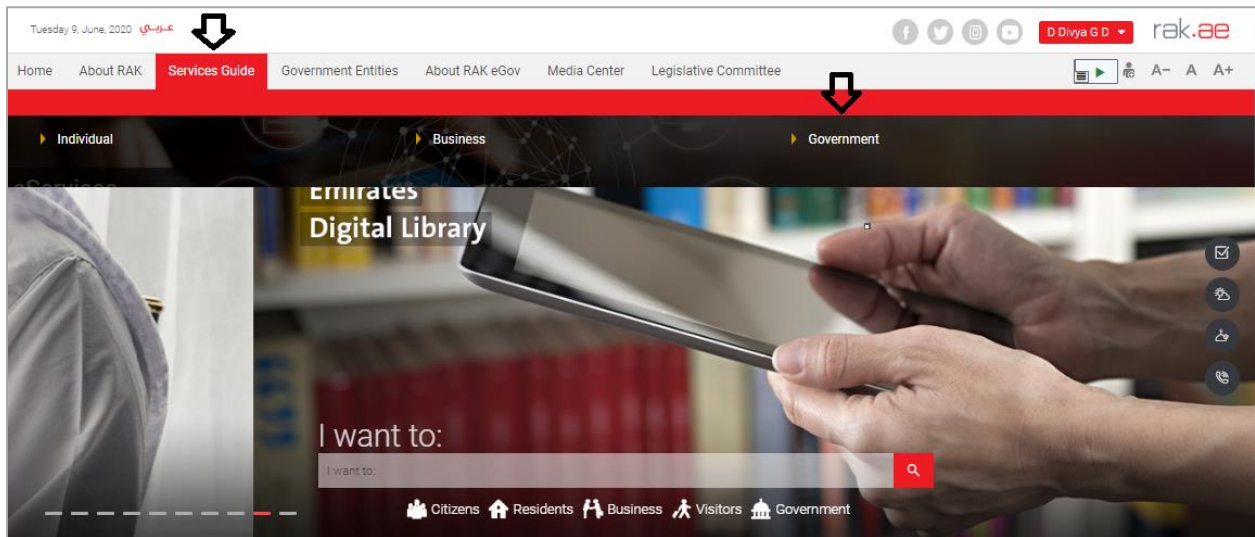 Tuesday 9, June, 2020 عربي
D Divya G D
rak.ae
Home About RAK Services Guide Government Entities About RAK eGov Media Center Legislative Committee A- A A+
Individual Business Government
eServices
Emirates
Digital Library
I want to:
I want to:
Citizens Residents Business Visitors Government